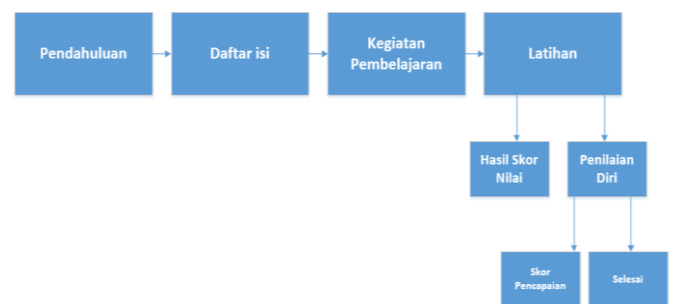 Pendahuluan
Daftar isi
Kegiatan
Pembelajaran
Latihan
Hasil Skor
Nilai
Penilaian
Diri
Skor
Pencapaian
Selesai